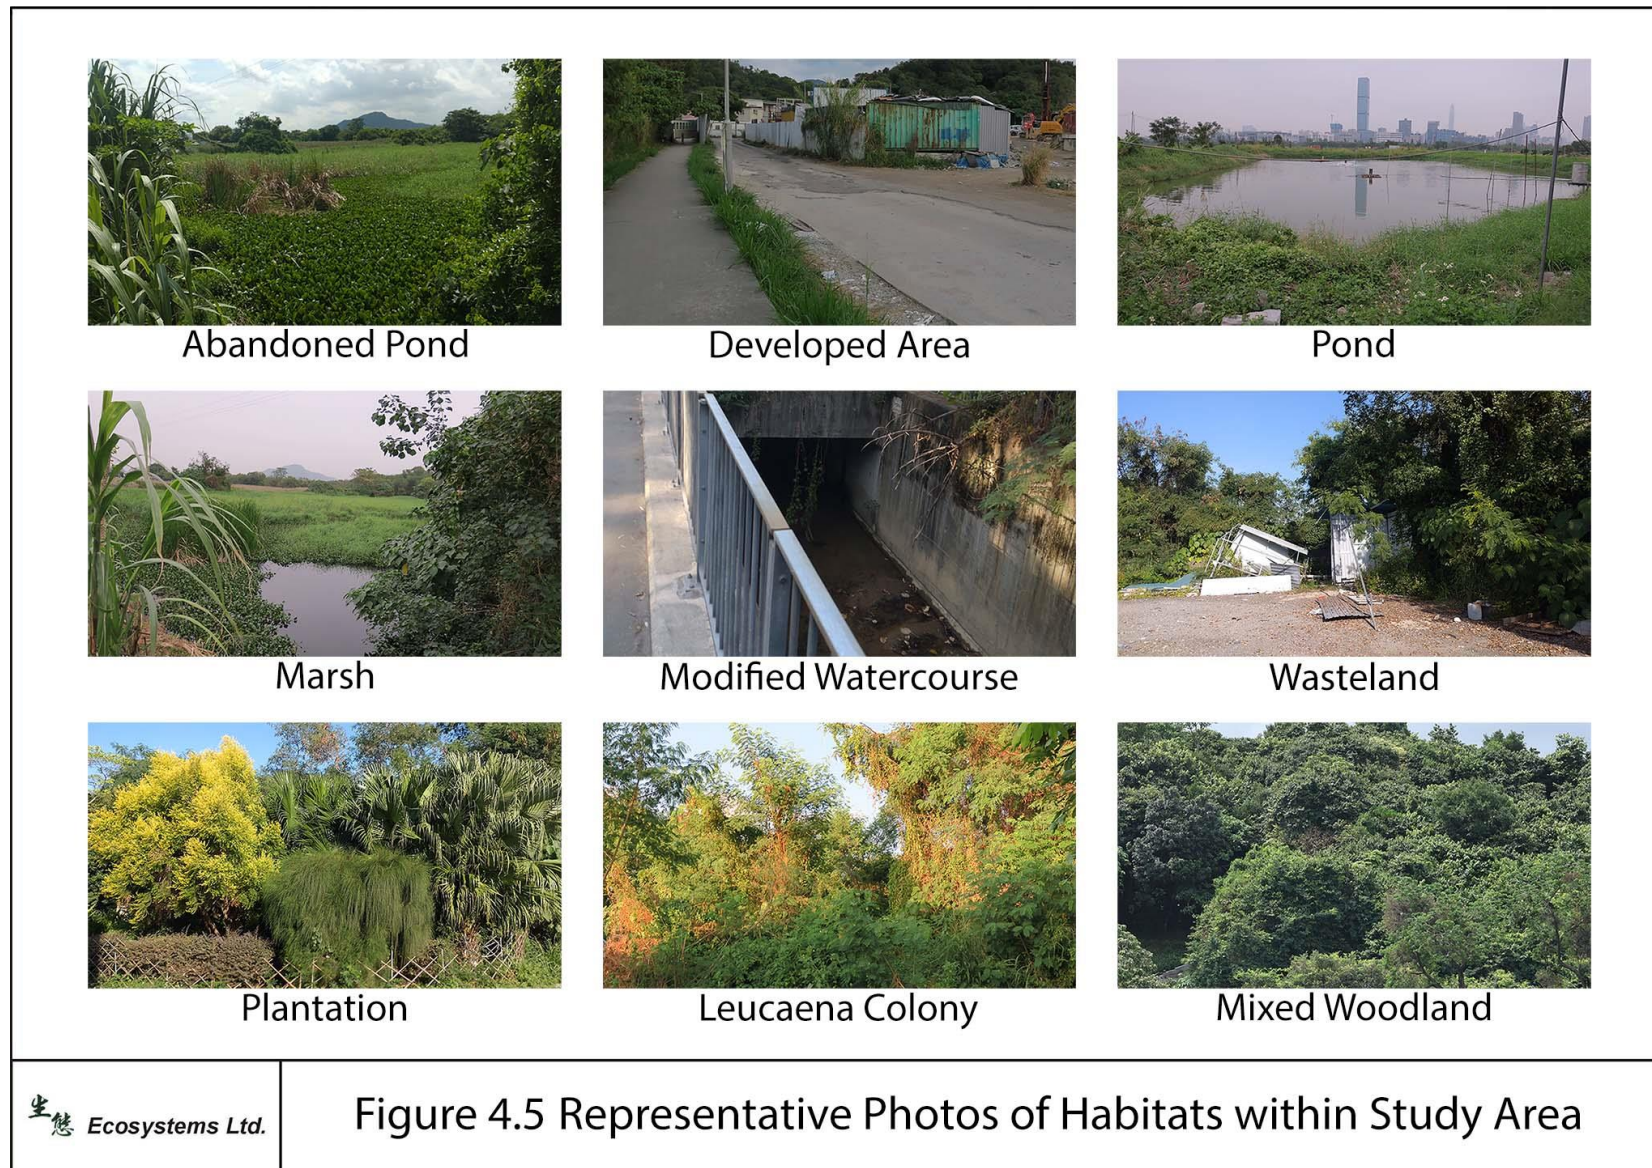 Abandoned Pond
Developed Area
Pond
Marsh
Modified Watercourse
Wasteland
Plantation
Leucaena Colony
Mixed Woodland
生態 Ecosystems Ltd.
Figure 4.5 Representative Photos of Habitats within Study Area